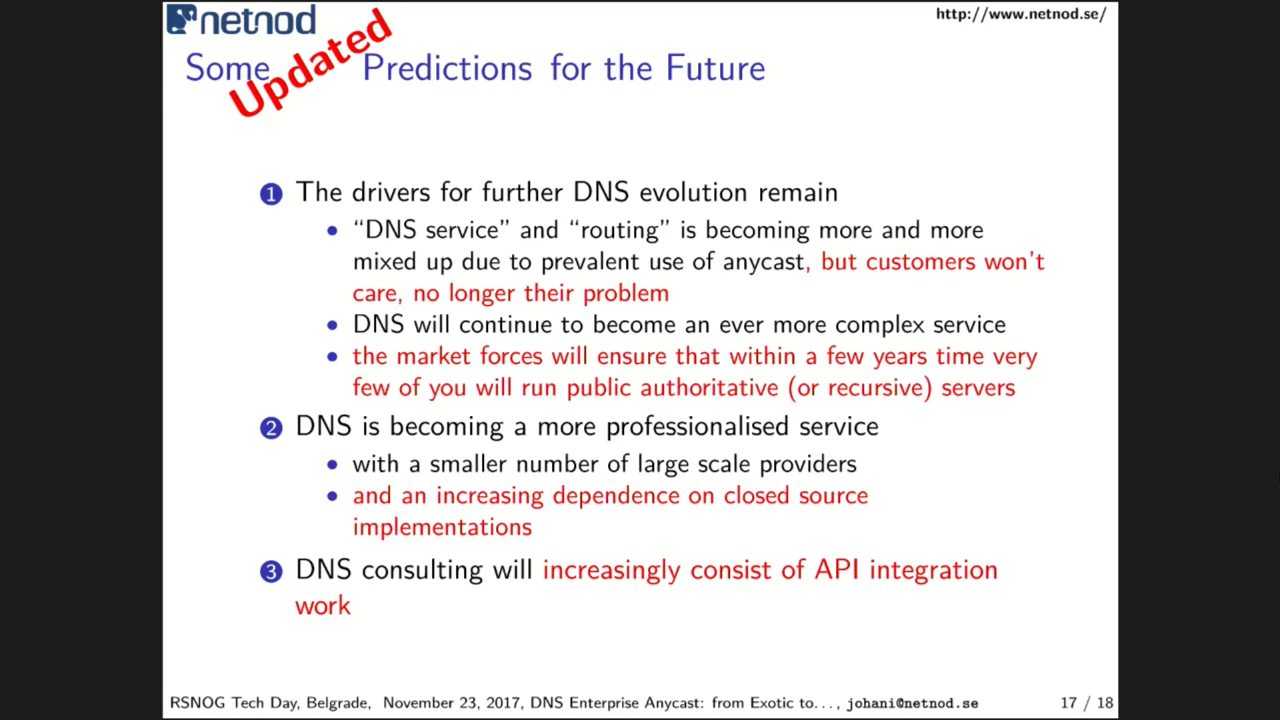 netnod
http://www.netnod.se/
Some Updated Predictions for the Future
1 The drivers for further DNS evolution remain
• “DNS service” and “routing” is becoming more and more
mixed up due to prevalent use of anycast, but customers won't
care, no longer their problem
• DNS will continue to become an ever more complex service
• the market forces will ensure that within a few years time very
few of you will run public authoritative (or recursive) servers
2 DNS is becoming a more professionalised service
• with a smaller number of large scale providers
• and an increasing dependence on closed source
implementations
3 DNS consulting will increasingly consist of API integration
work
RSNOG Tech Day, Belgrade, November 23, 2017, DNS Enterprise Anycast: from Exotic to..., johani@netnod.se 17 / 18